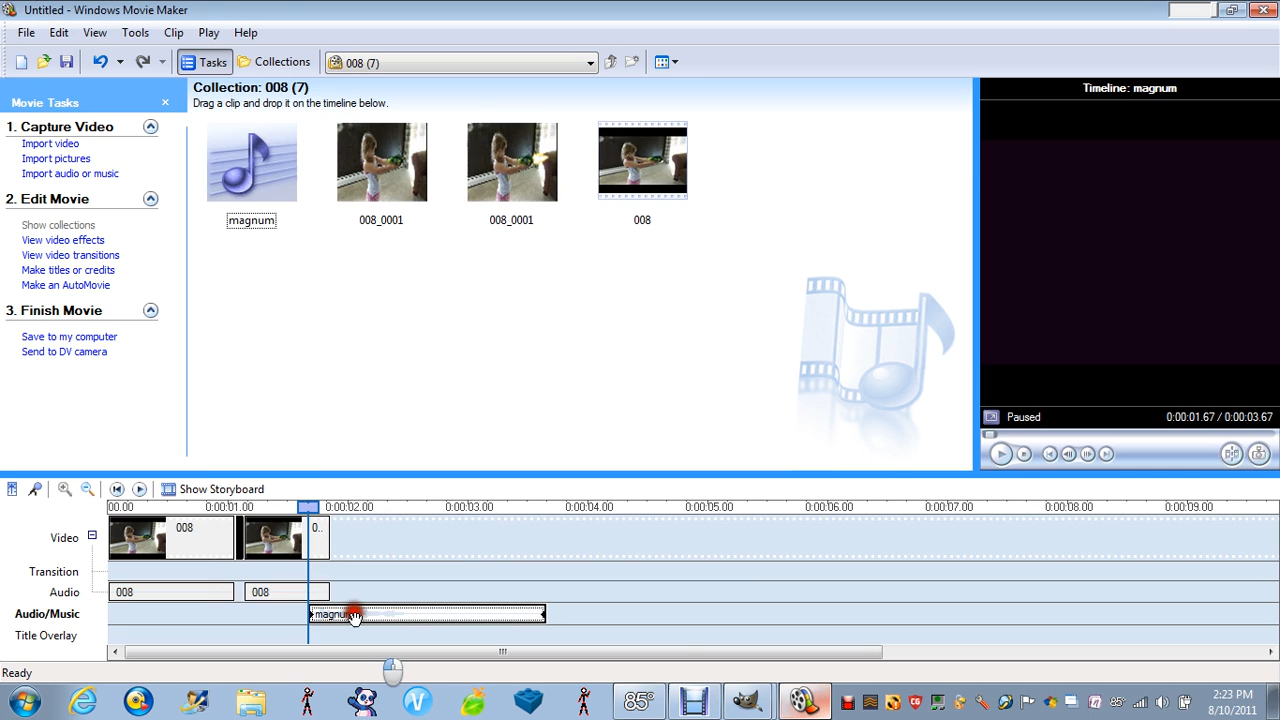 Untitled - Windows Movie Maker
File Edit View Tools Clip Play Help
Tasks Collections 008 (7)
Movie Tasks
Collection: 008 (7)
Drag a clip and drop it on the timeline below.
Timeline: magnum
1. Capture Video
Import video
Import pictures
Import audio or music
2. Edit Movie
Show collections
View video effects
View video transitions
Make titles or credits
Make an AutoMovie
3. Finish Movie
Save to my computer
Send to DV camera
magnum 008_0001 008_0001 008
Paused 0:00:01.67 / 0:00:03.67
Show Storyboard
00.00 0:00:01.00 0:00:02.00 0:00:03.00 0:00:04.00 0:00:05.00 0:00:06.00 0:00:07.00 0:00:08.00 0:00:09.00
Video 008 0..
Transition
Audio 008 008
Audio/Music magnum
Title Overlay
Ready
85° 85° 2:23 PM
8/10/2011